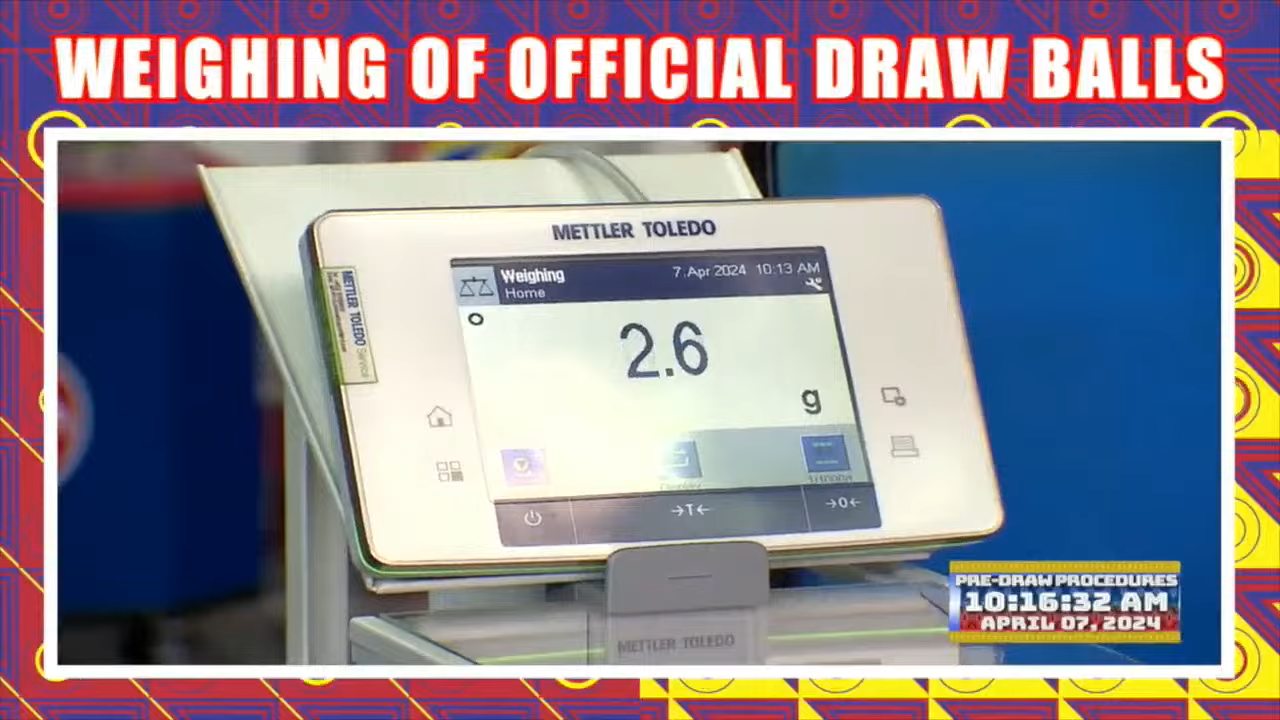 WEIGHING OF OFFICIAL DRAW BALLS
METTLER TOLEDO
Weighing
7.Apr 2024 10:13 AM
Home
METTLER TOLEDO Service
2.6
g
→T←
→0←
PRE-DRAW PROCEDURES
10:16:32 AM
APRIL 07, 2024
METTLER TOLEDO